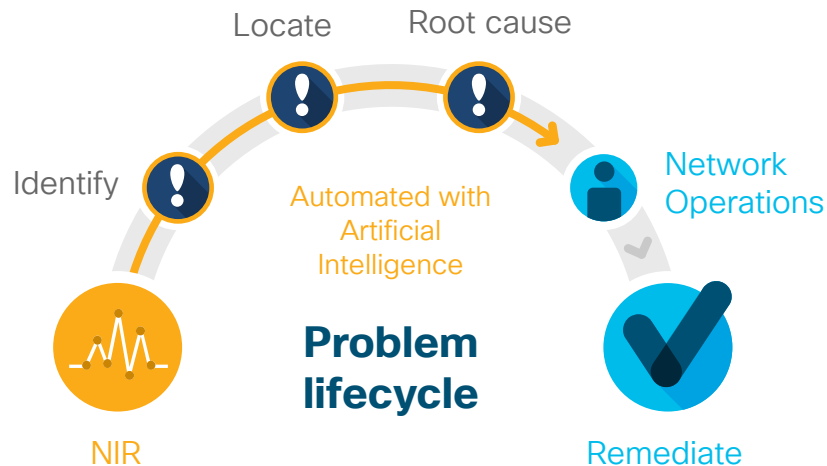 Locate
Root cause
Identify
Network
Operations
Automated with
Artificial
Intelligence
Problem
lifecycle
NIR
Remediate